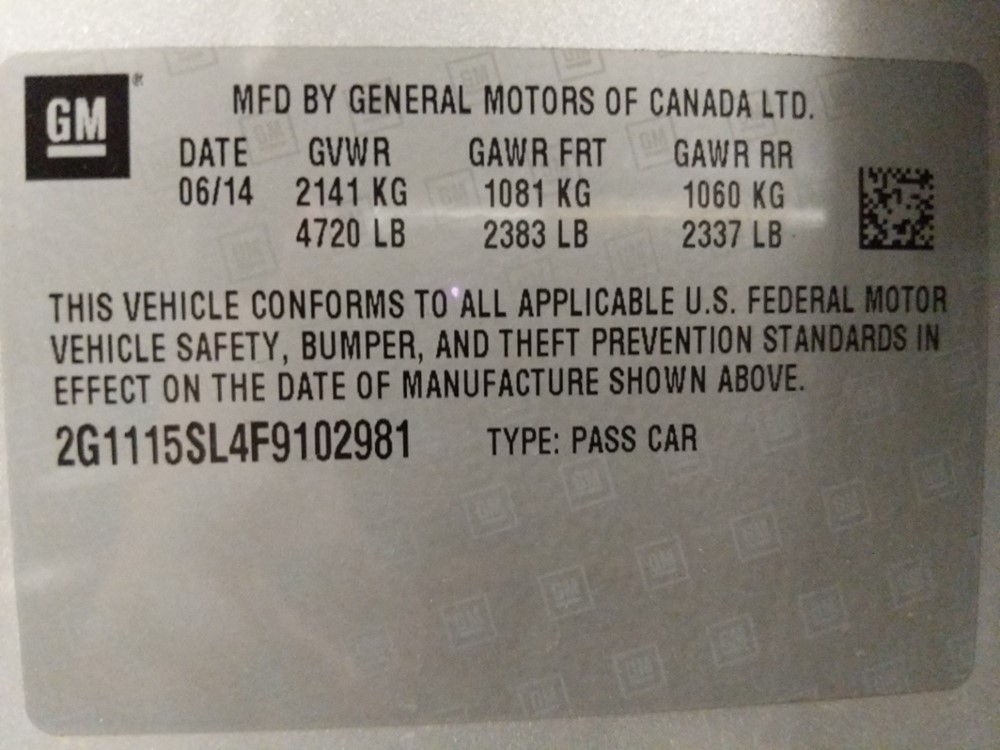 GM
MFD BY GENERAL MOTORS OF CANADA LTD.
DATE GVWR GAWR FRT GAWR RR
06/14 2141 KG 1081 KG 1060 KG
4720 LB 2383 LB 2337 LB
THIS VEHICLE CONFORMS TO ALL APPLICABLE U.S. FEDERAL MOTOR
VEHICLE SAFETY, BUMPER, AND THEFT PREVENTION STANDARDS IN
EFFECT ON THE DATE OF MANUFACTURE SHOWN ABOVE.
2G1115SL4F9102981 TYPE: PASS CAR